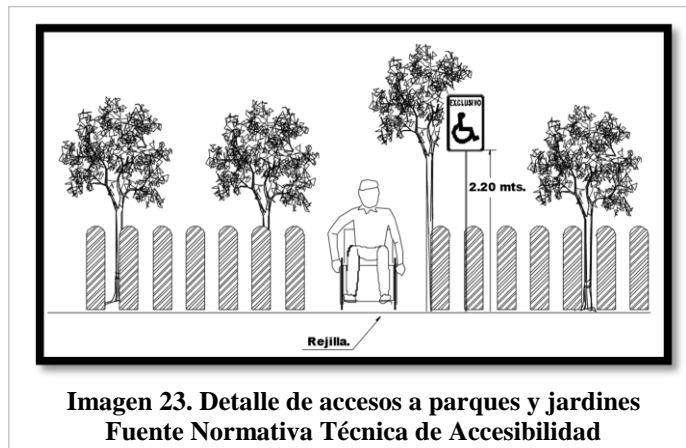 EXCLUSIVO
2.20 mts.
Rejilla.
Imagen 23. Detalle de accesos a parques y jardines
Fuente Normativa Técnica de Accesibilidad